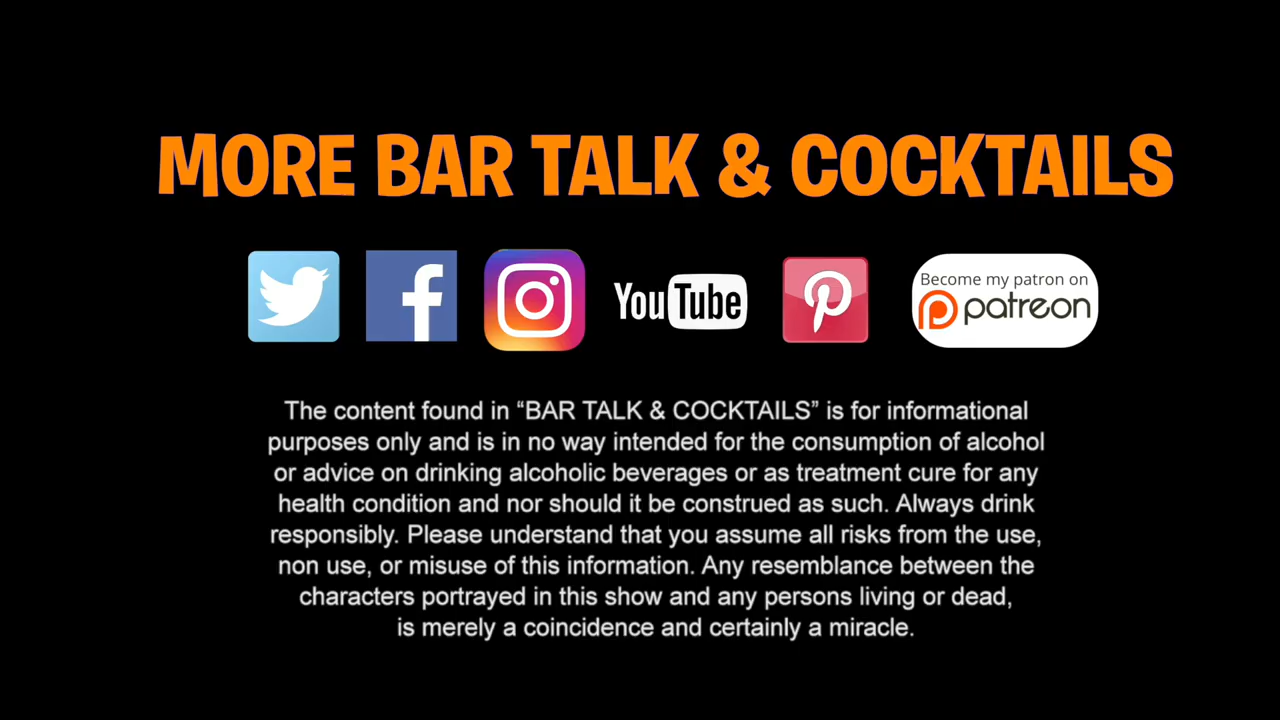 MORE BAR TALK & COCKTAILS
YouTube
Become my patron on
patreon
The content found in “BAR TALK & COCKTAILS” is for informational
purposes only and is in no way intended for the consumption of alcohol
or advice on drinking alcoholic beverages or as treatment cure for any
health condition and nor should it be construed as such. Always drink
responsibly. Please understand that you assume all risks from the use,
non use, or misuse of this information. Any resemblance between the
characters portrayed in this show and any persons living or dead,
is merely a coincidence and certainly a miracle.